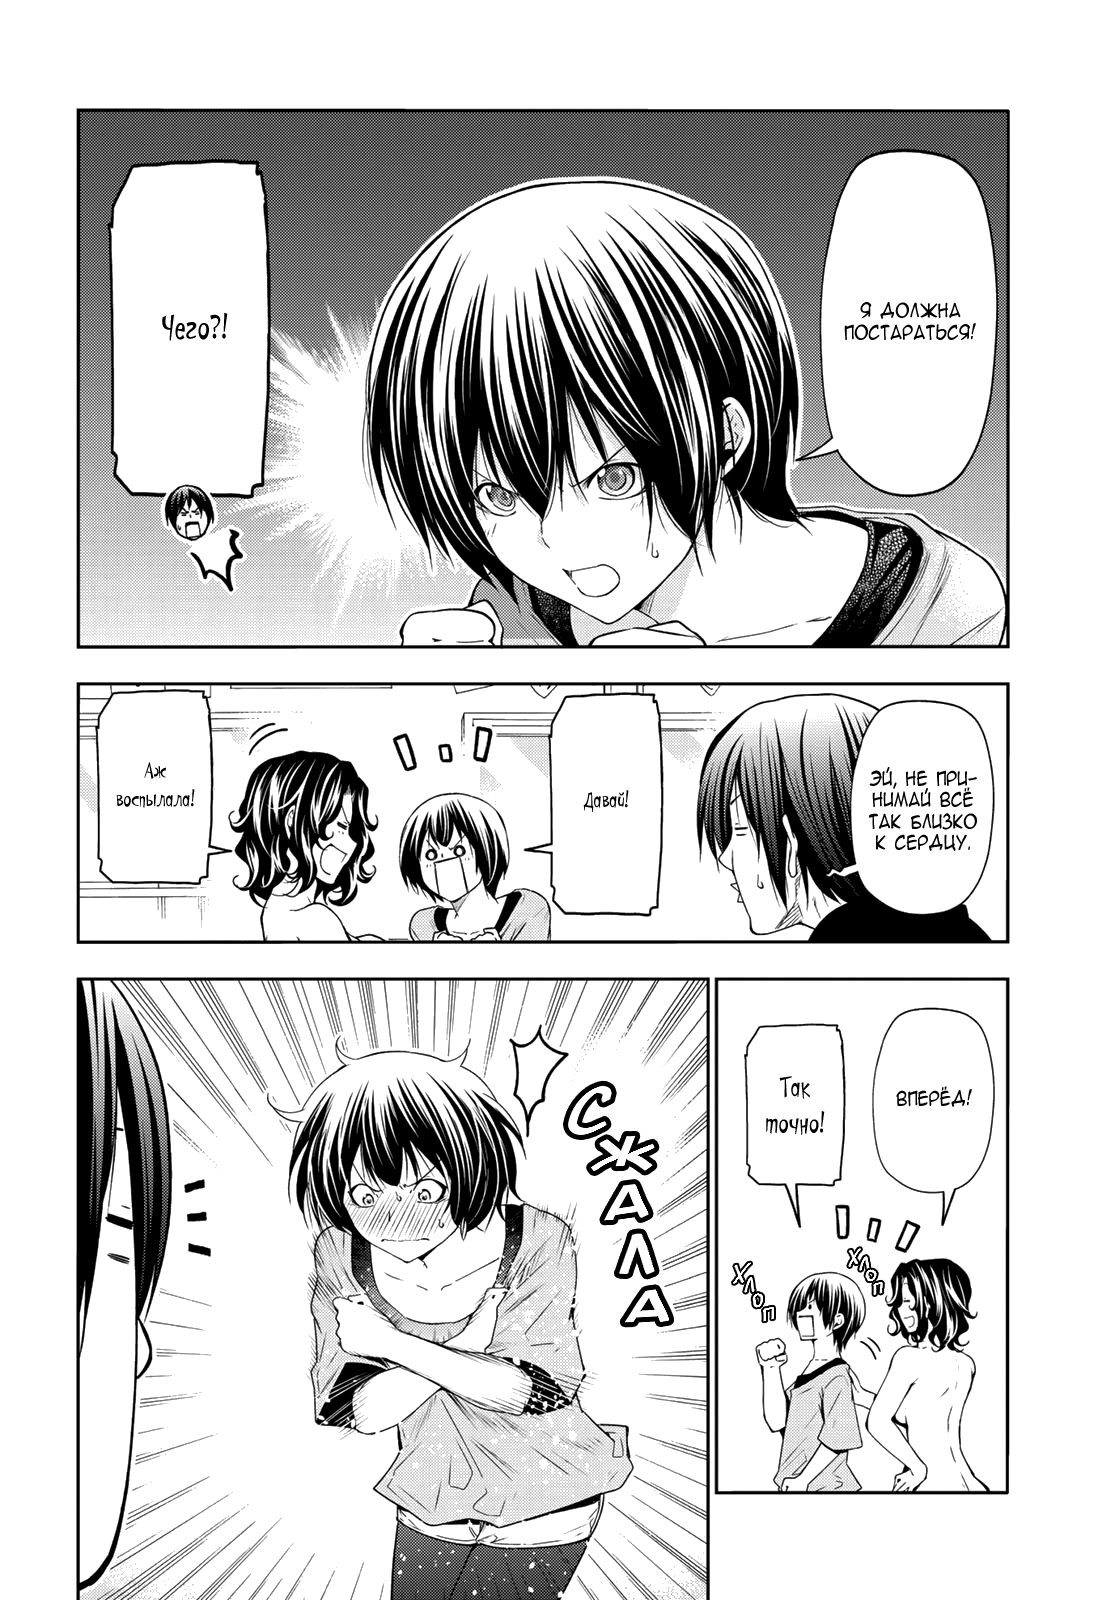 Я ДОЛЖНА
ПОСТАРАТЬСЯ!
Чего?!
ЭЙ, НЕ ПРИ-
НИМАЙ ВСЁ
ТАК БЛИЗКО
К СЕРДЦУ.
Давай!
Аж
воспылала!
ВПЕРЁД!
Так
точно!
ХЛОП
ХЛОП
СЖАЛА